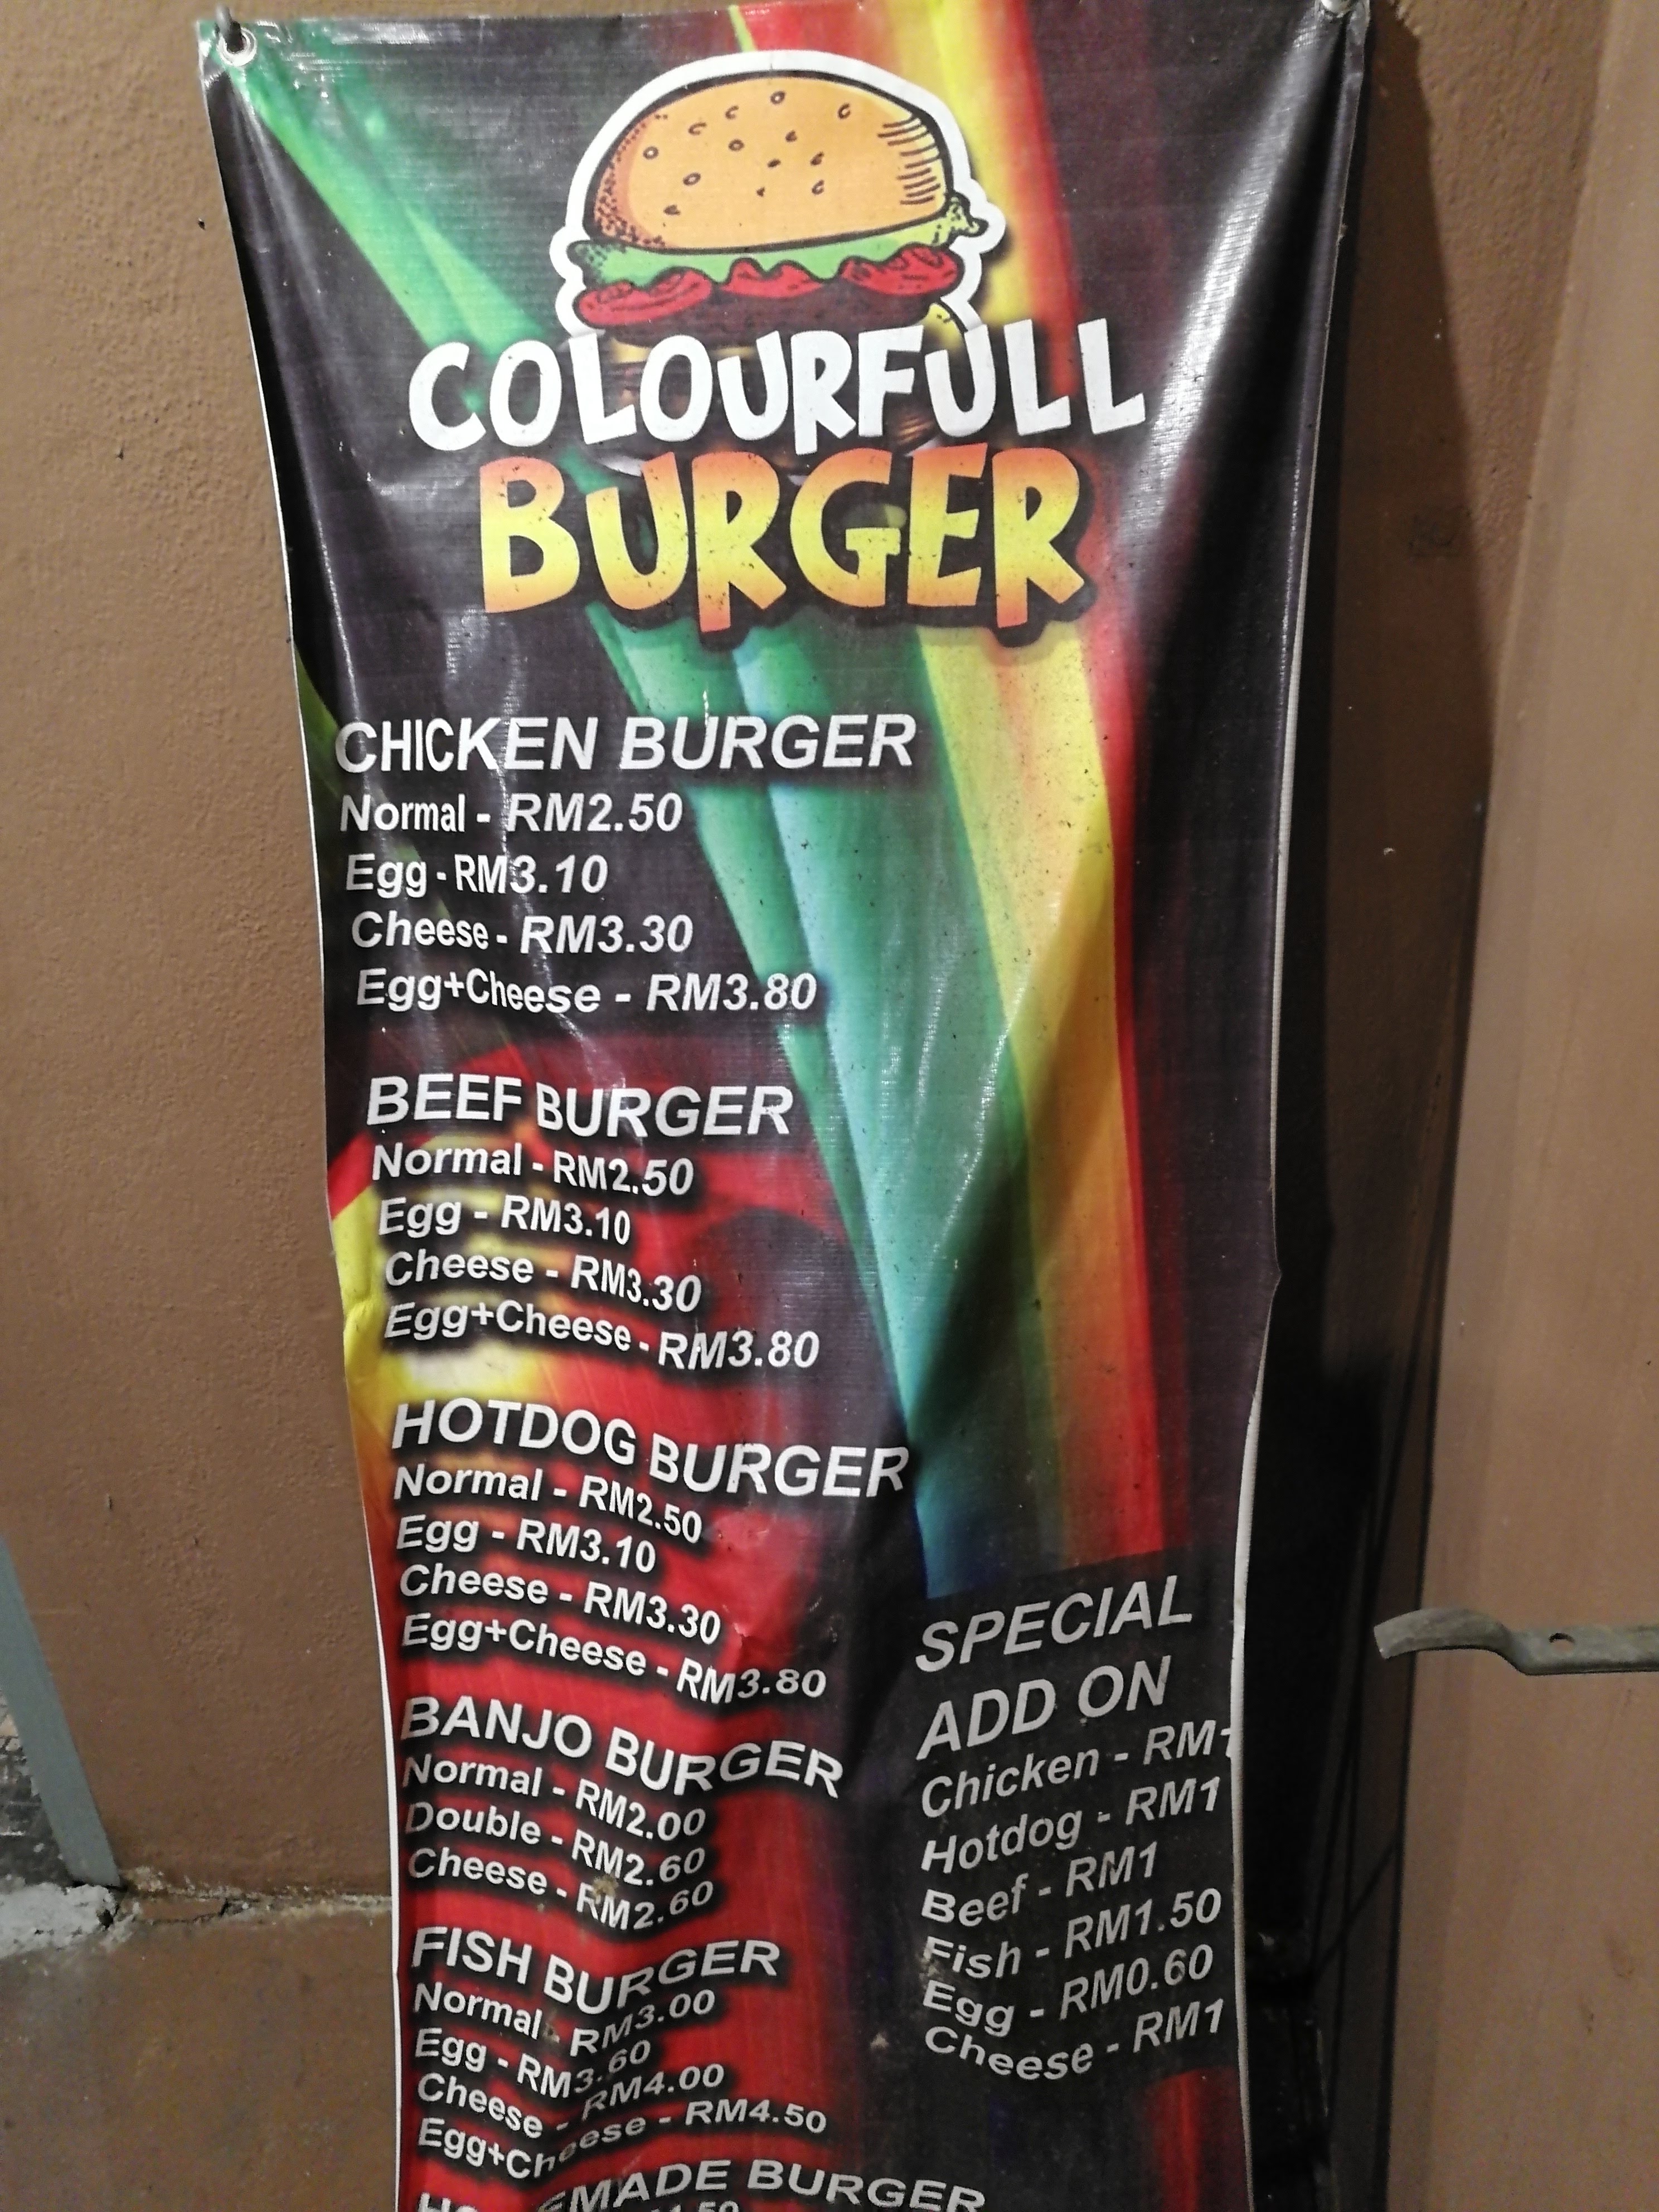 COLOURFULL
BURGER
CHICKEN BURGER
Normal - RM2.50
Egg - RM3.10
Cheese - RM3.30
Egg+Cheese - RM3.80
BEEF BURGER
Normal - RM2.50
Egg - RM3.10
Cheese - RM3.30
Egg+Cheese - RM3.80
HOTDOG BURGER
Normal - RM2.50
Egg - RM3.10
Cheese - RM3.30
Egg+Cheese - RM3.80
BANJO BURGER
Normal - RM2.00
Double - RM2.60
Cheese - RM2.60
FISH BURGER
Normal - RM3.00
Egg - RM3.60
Cheese - RM4.00
Egg+Cheese - RM4.50
BURGER
SPECIAL
ADD ON
Chicken - RM1
Hotdog - RM1
Beef - RM1
Fish - RM1.50
Egg - RM0.60
Cheese - RM1